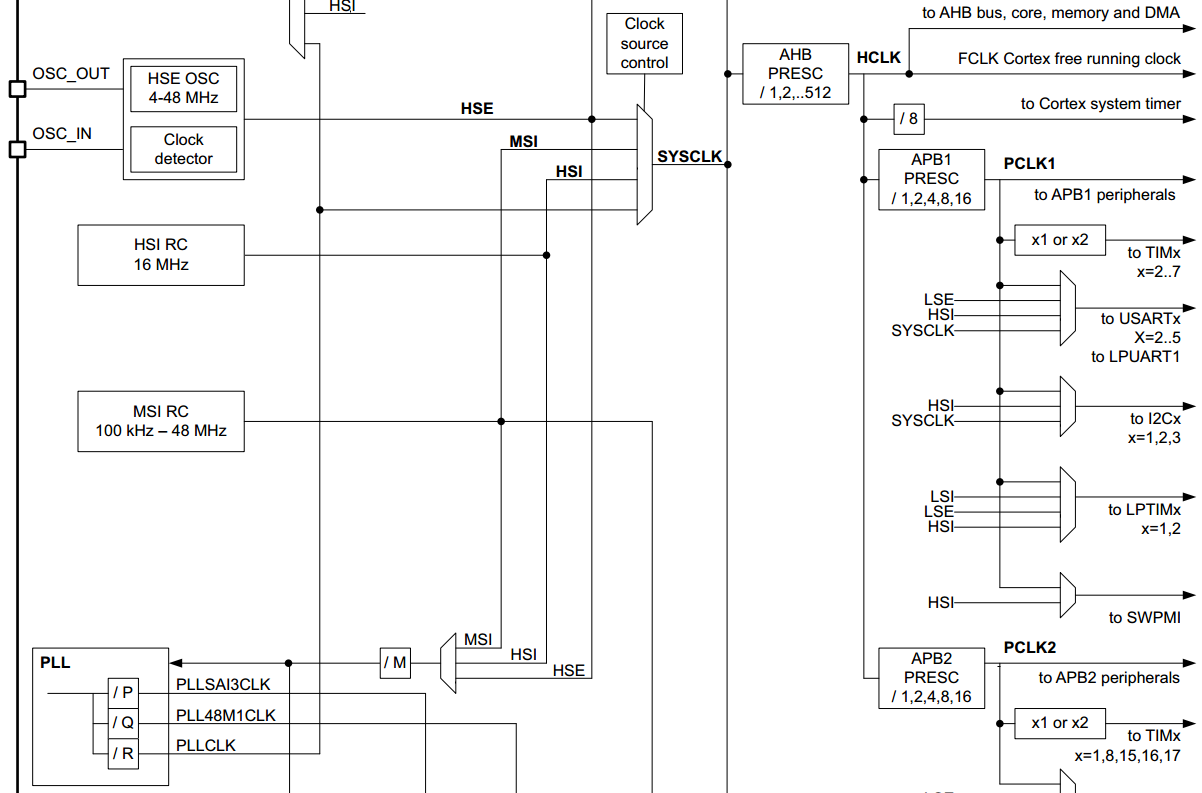 HSI
OSC_OUT
HSE OSC
4-48 MHz
OSC_IN
Clock
detector
HSE
MSI
HSI
Clock
source
control
SYSCLK
HSI RC
16 MHz
MSI RC
100 kHz – 48 MHz
PLL
/ M
MSI
HSI
HSE
/ P
PLLSAI3CLK
/ Q
PLL48M1CLK
/ R
PLLCLK
AHB
PRESC
/ 1,2,..512
HCLK
to AHB bus, core, memory and DMA
FCLK Cortex free running clock
/ 8
to Cortex system timer
APB1
PRESC
/ 1,2,4,8,16
PCLK1
to APB1 peripherals
x1 or x2
to TIMx
x=2..7
LSE
HSI
SYSCLK
to USARTx
X=2..5
to LPUART1
HSI
SYSCLK
to I2Cx
x=1,2,3
LSI
LSE
HSI
to LPTIMx
x=1,2
HSI
to SWPMI
APB2
PRESC
/ 1,2,4,8,16
PCLK2
to APB2 peripherals
x1 or x2
to TIMx
x=1,8,15,16,17